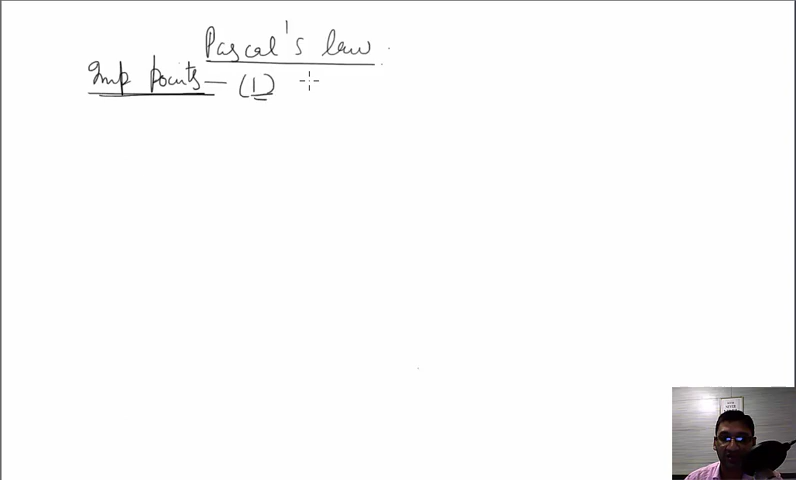 Pascal's law
Imp points — (1)